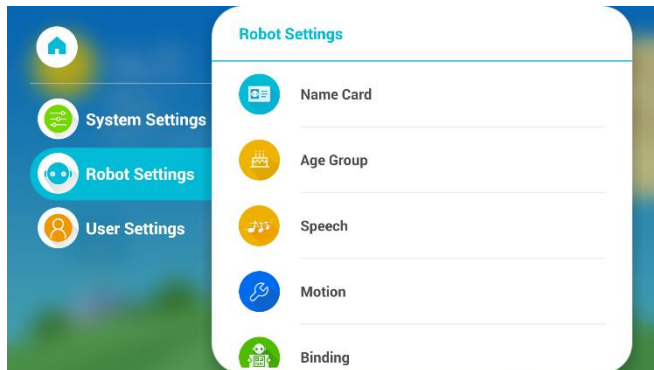 System Settings
Robot Settings
User Settings
Robot Settings
Name Card
Age Group
Speech
Motion
Binding